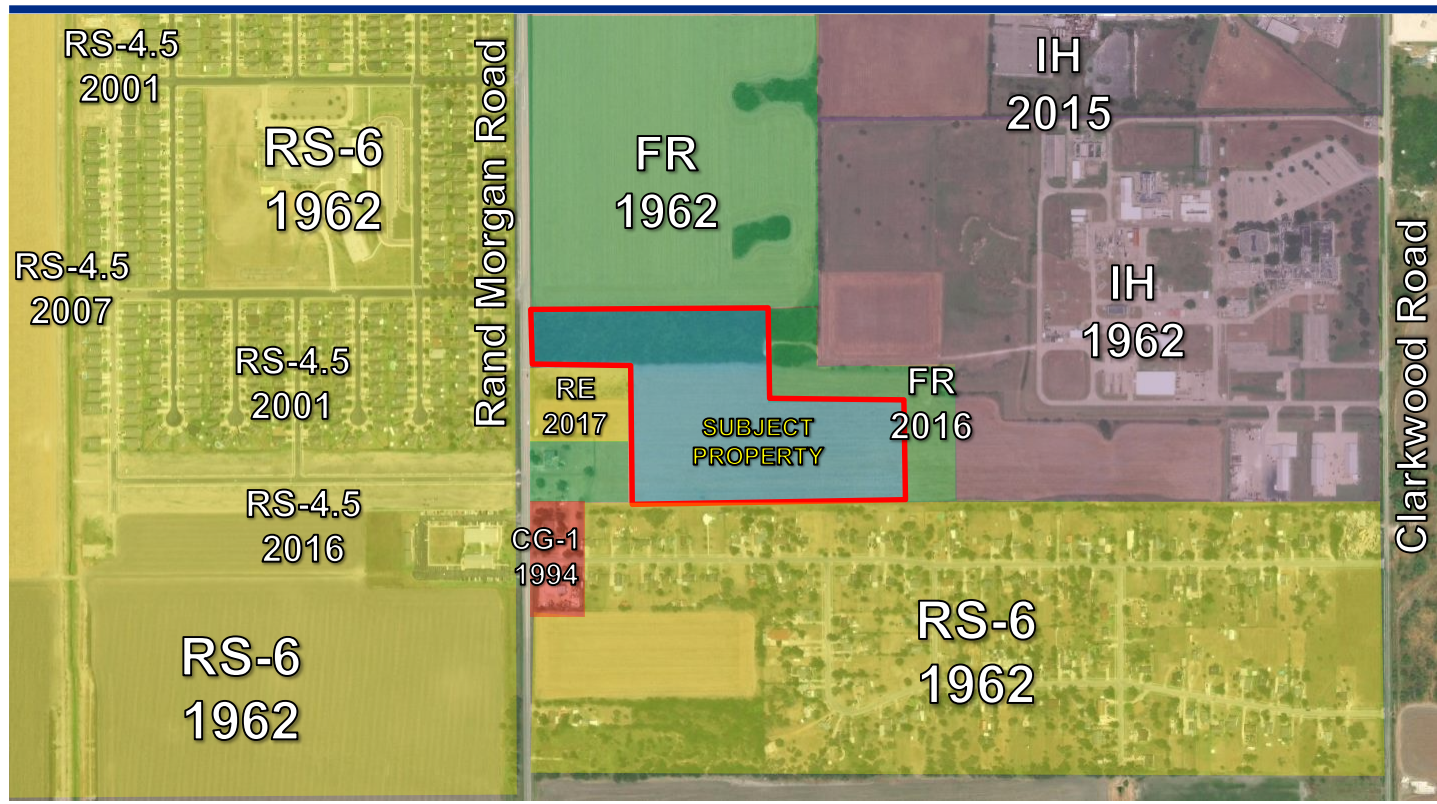 RS-4.5
2001
RS-6
1962
Rand Morgan Road
FR
1962
IH
2015
RS-4.5
2007
IH
1962
Clarkwood Road
RS-4.5
2001
RE
2017
FR
2016
SUBJECT
PROPERTY
RS-4.5
2016
CG-1
1994
RS-6
1962
RS-6
1962